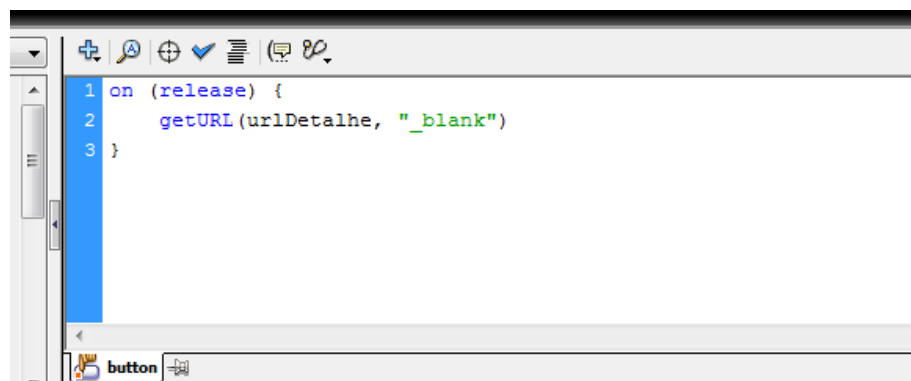 1 on (release) {
2     getURL(urlDetalhe, "_blank")
3 }
button